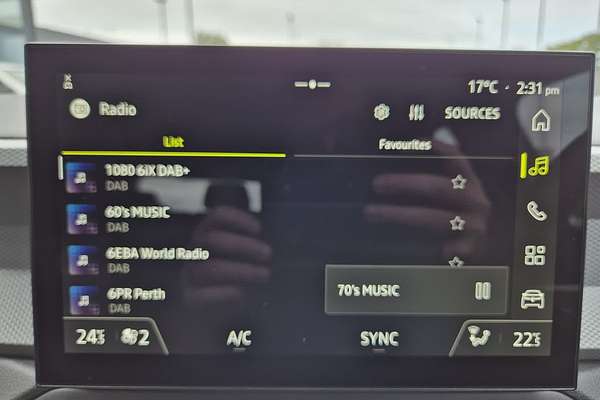 17°C · 2:31 pm
Radio
SOURCES
List
Favourites
1080 6iX DAB+
DAB
60's MUSIC
DAB
6EBA World Radio
DAB
6PR Perth
DAB
70's MUSIC
24.5
2
A/C
SYNC
22.5